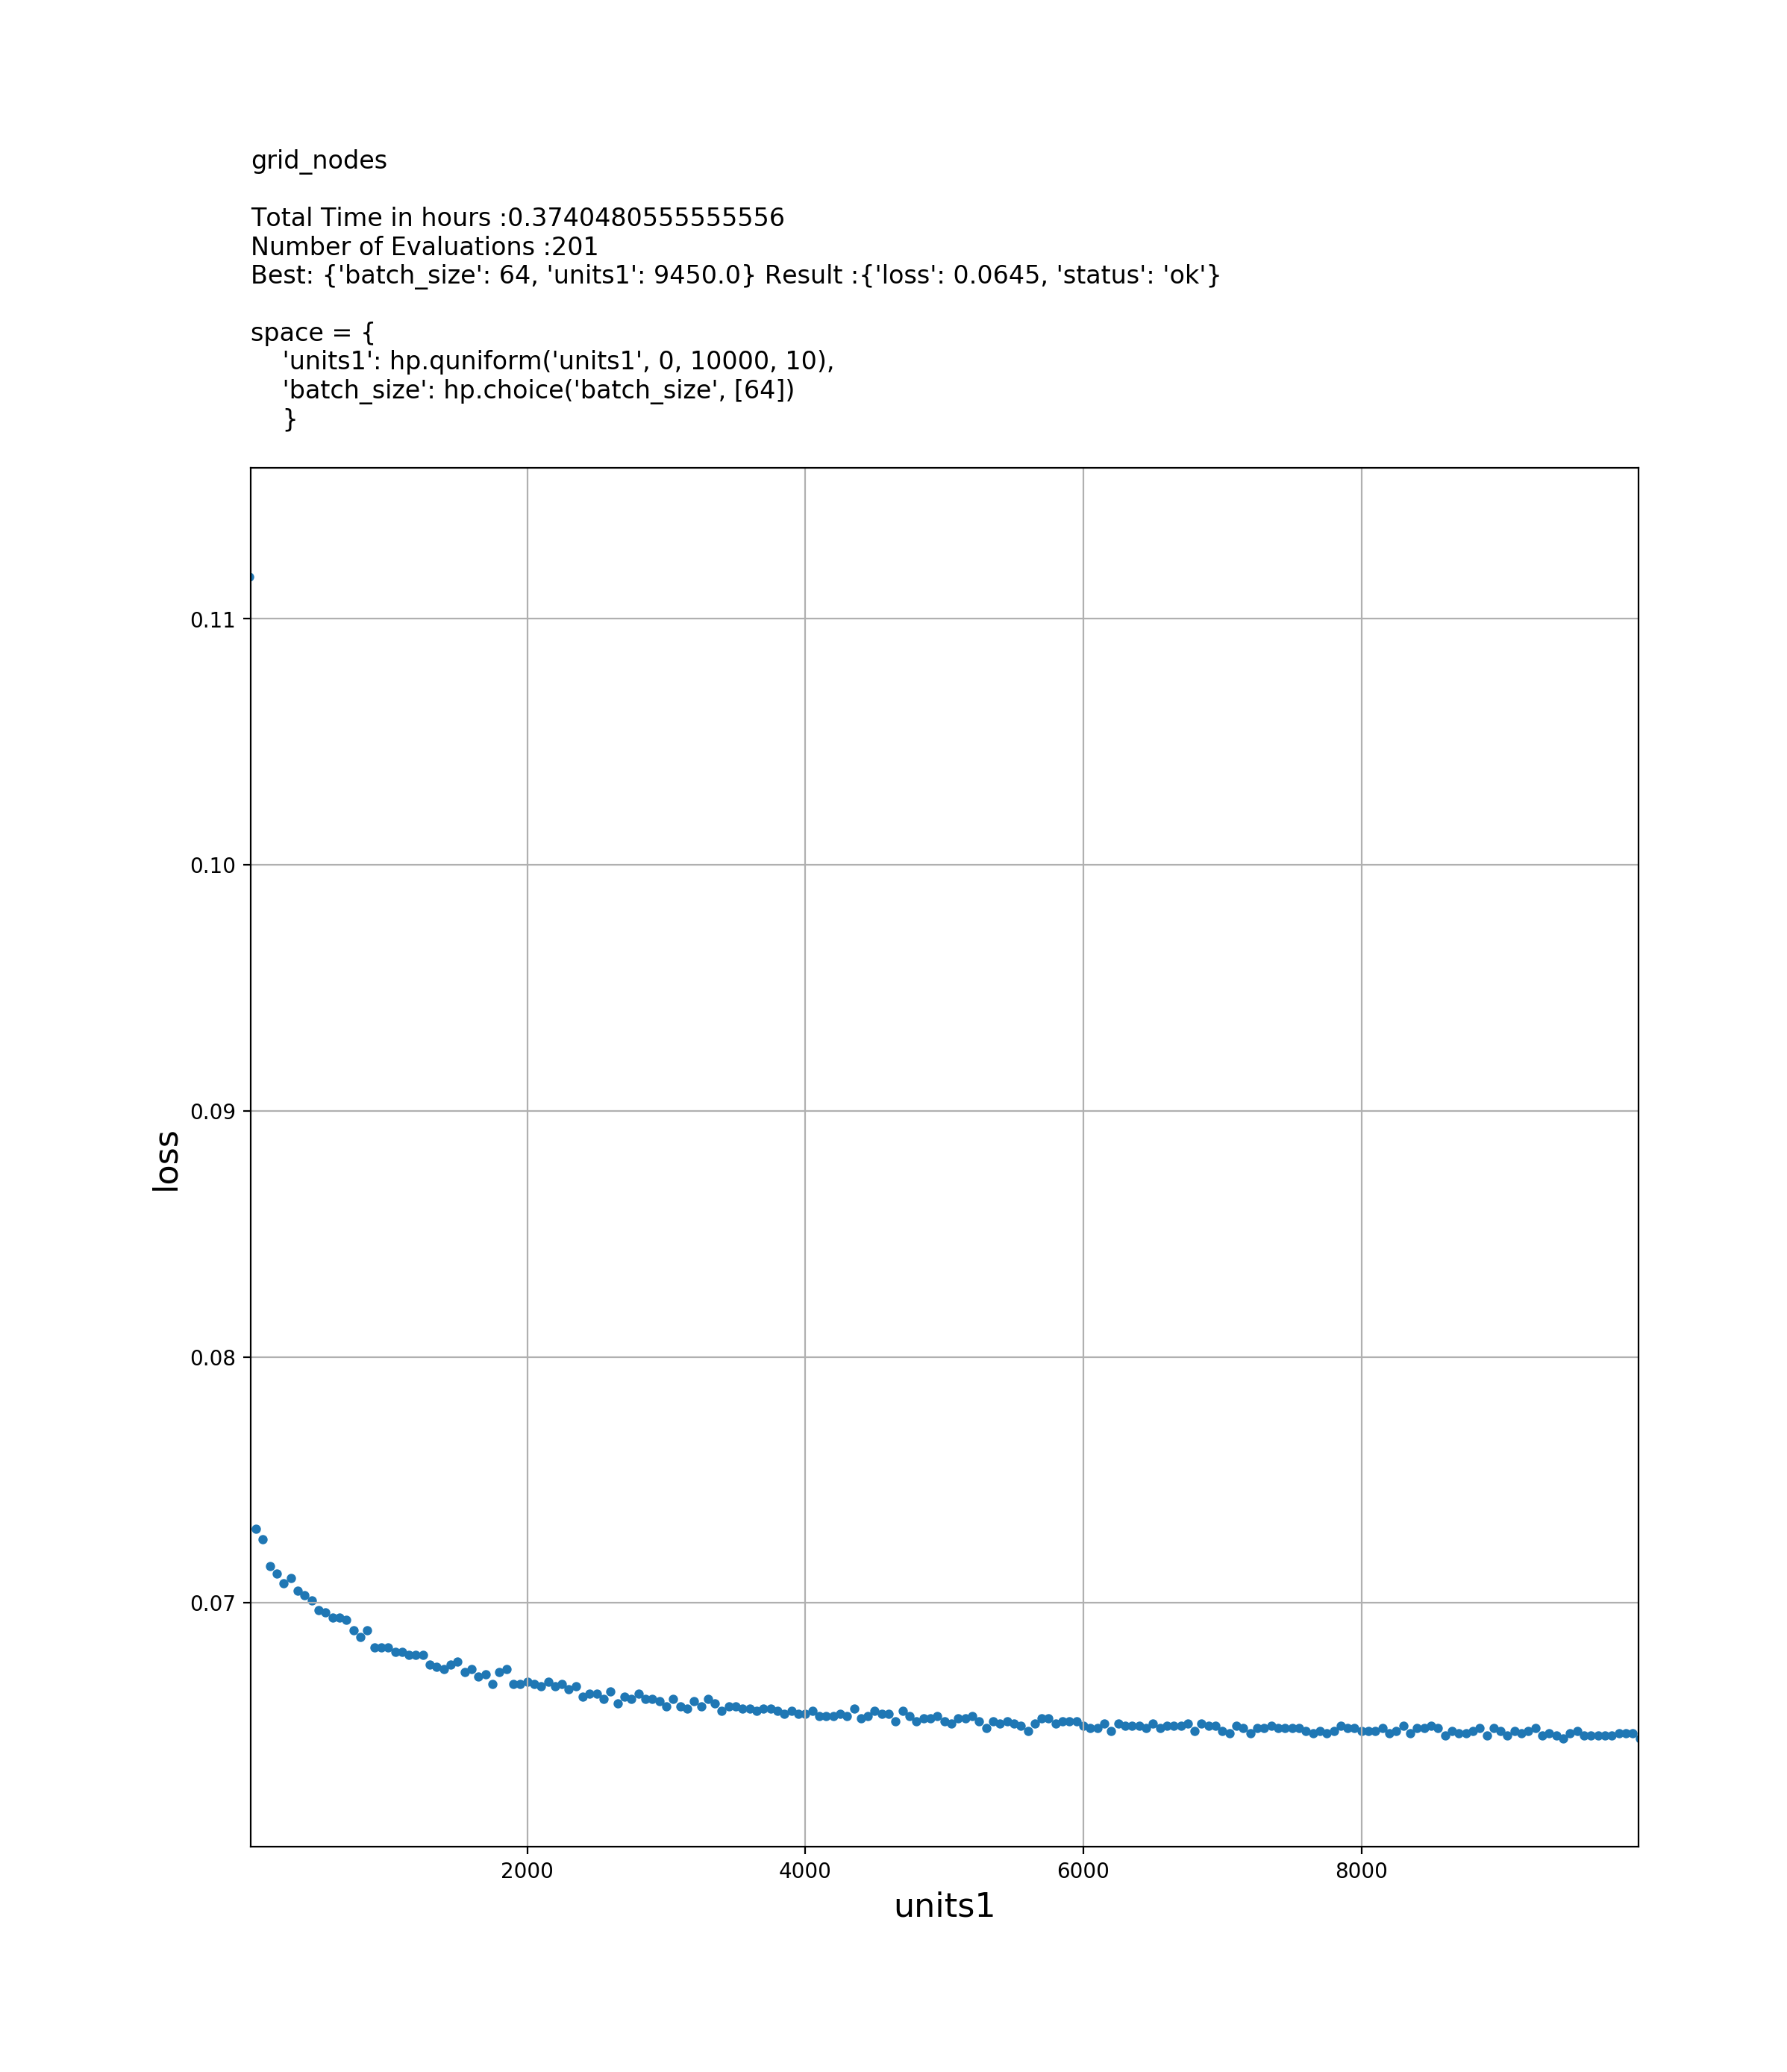 grid_nodes
Total Time in hours :0.3740480555555556
Number of Evaluations :201
Best: {'batch_size': 64, 'units1': 9450.0} Result :{'loss': 0.0645, 'status': 'ok'}
space = {
'units1': hp.quniform('units1', 0, 10000, 10),
'batch_size': hp.choice('batch_size', [64])
}
0.11
0.10
0.09
0.08
0.07
loss
2000 4000 6000 8000
units1